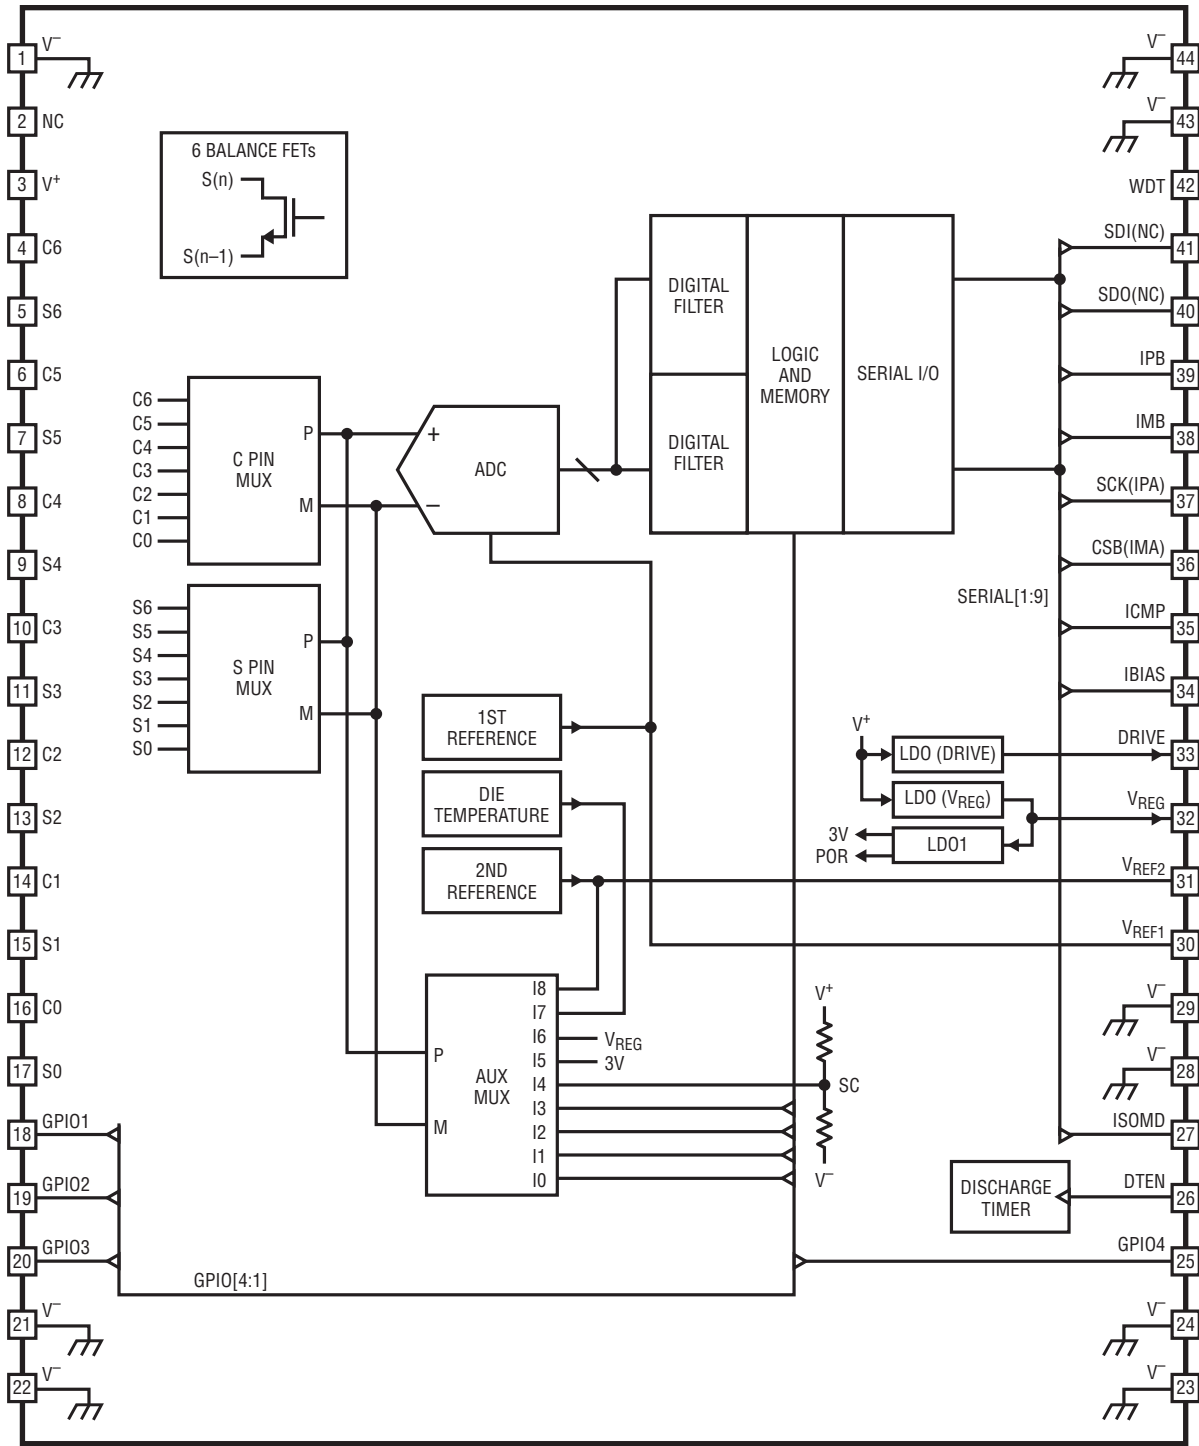 1 V–
2 NC
3 V+
4 C6
5 S6
6 C5
7 S5
8 C4
9 S4
10 C3
11 S3
12 C2
13 S2
14 C1
15 S1
16 C0
17 S0
18 GPIO1
19 GPIO2
20 GPIO3
21 V–
22 V–
6 BALANCE FETs
S(n)
S(n–1)
C6
C5
C4
C3
C2
C1
C0
C PIN
MUX
P
M
S6
S5
S4
S3
S2
S1
S0
S PIN
MUX
P
M
+
–
ADC
DIGITAL
FILTER
DIGITAL
FILTER
LOGIC
AND
MEMORY
SERIAL I/O
1ST
REFERENCE
DIE
TEMPERATURE
2ND
REFERENCE
P
M
AUX
MUX
I8
I7
I6
I5
I4
I3
I2
I1
I0
VREG
3V
V+
SC
V–
GPIO[4:1]
SERIAL[1:9]
V+
LDO (DRIVE)
LDO (VREG)
LDO1
3V
POR
DISCHARGE
TIMER
V– 44
V– 43
WDT 42
SDI(NC) 41
SDO(NC) 40
IPB 39
IMB 38
SCK(IPA) 37
CSB(IMA) 36
ICMP 35
IBIAS 34
DRIVE 33
VREG 32
VREF2 31
VREF1 30
V– 29
V– 28
ISOMD 27
DTEN 26
GPIO4 25
V– 24
V– 23